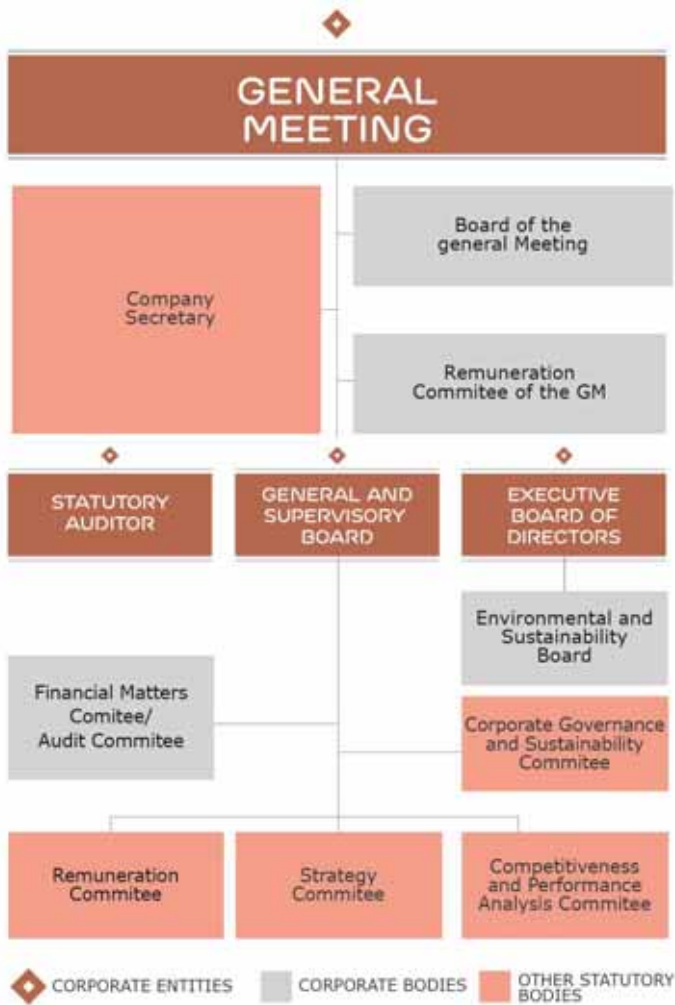 GENERAL
MEETING
Company
Secretary
Board of the
general Meeting
Remuneration
Commitee of the GM
STATUTORY
AUDITOR
GENERAL AND
SUPERVISORY
BOARD
EXECUTIVE
BOARD OF
DIRECTORS
Environmental and
Sustainability
Board
Financial Matters
Comitee/
Audit Commitee
Corporate Governance
and Sustainability
Commitee
Remuneration
Commitee
Strategy
Commitee
Competitiveness
and Performance
Analysis Commitee
CORPORATE ENTITIES
CORPORATE BODIES
OTHER STATUTORY
BODIES